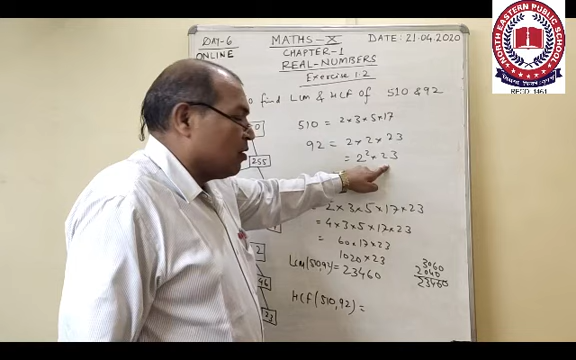 DAY-6
ONLINE
MATHS-X
DATE: 21.04.2020
CHAPTER-1
REAL-NUMBERS
Exercise 1.2
find LCM & HCF of 510 & 92
510 = 2×3×5×17
92 = 2×2×23
= 2²×23
2×3×5×17×23
= 4×3×5×17×23
= 60×17×23
1020×23
LCM(510,92) = 23460
3060
2040
23460
HCF(510,92) =
0
255
2
46
23
NORTH EASTERN PUBLIC SCHOOL
REGD. 1461